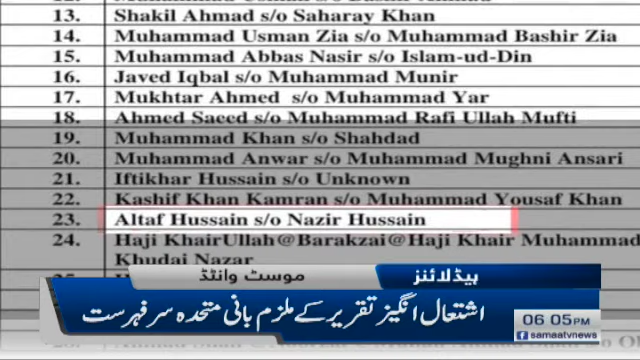 13. Shakil Ahmad s/o Saharay Khan
14. Muhammad Usman Zia s/o Muhammad Bashir Zia
15. Muhammad Abbas Nasir s/o Islam-ud-Din
16. Javed Iqbal s/o Muhammad Munir
17. Mukhtar Ahmed s/o Muhammad Yar
18. Ahmed Saeed s/o Muhammad Rafi Ullah Mufti
19. Muhammad Khan s/o Shahdad
20. Muhammad Anwar s/o Muhammad Mughni Ansari
21. Iftikhar Hussain s/o Unknown
22. Kashif Khan Kamran s/o Muhammad Yousaf Khan
23. Altaf Hussain s/o Nazir Hussain
24. Haji KhairUllah@Barakzai@Haji Khair Muhammad
Khudai Nazar
ہیڈلائنز موسٹ وانٹڈ
اشتعال انگیز تقریر کے ملزم بانی متحدہ سر فہرست
06 05PM
samaatvnews